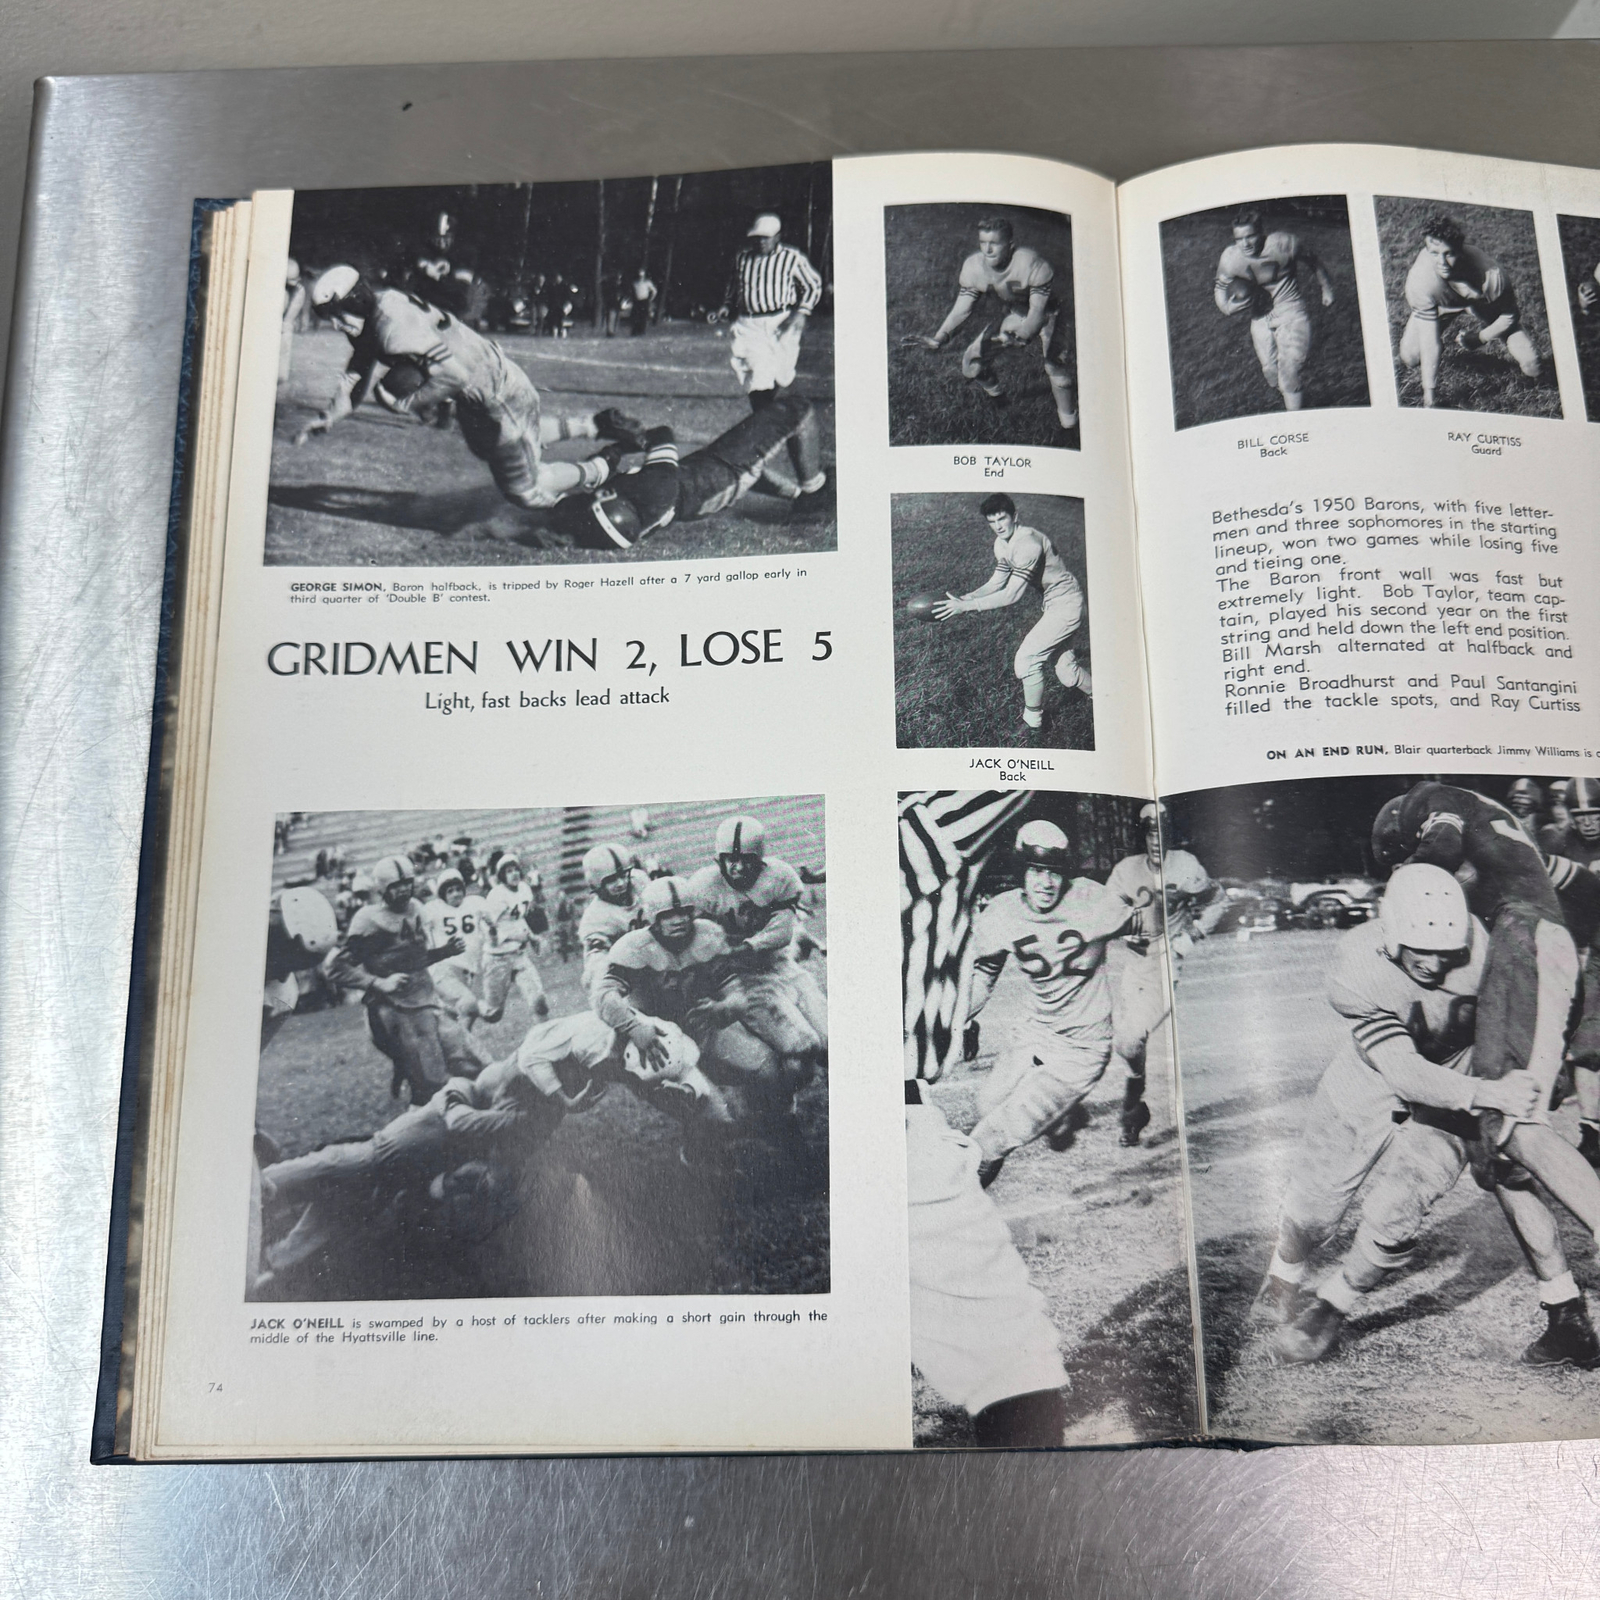 GEORGE SIMON, Baron halfback, is tripped by Roger Hazell after a 7 yard gallop early in
third quarter of 'Double B' contest.
GRIDMEN WIN 2, LOSE 5
Light, fast backs lead attack
JACK O'NEILL is swamped by a host of tacklers after making a short gain through the
middle of the Hyattsville line.
74
BOB TAYLOR
End
JACK O'NEILL
Back
56
47
52
BILL CORSE
Back
RAY CURTISS
Guard
Bethesda's 1950 Barons, with five letter-
men and three sophomores in the starting
lineup, won two games while losing five
and tieing one.
The Baron front wall was fast but
extremely light. Bob Taylor, team cap-
tain, played his second year on the first
string and held down the left end position.
Bill Marsh alternated at halfback and
right end.
Ronnie Broadhurst and Paul Santangini
filled the tackle spots, and Ray Curtiss
ON AN END RUN, Blair quarterback Jimmy Williams is